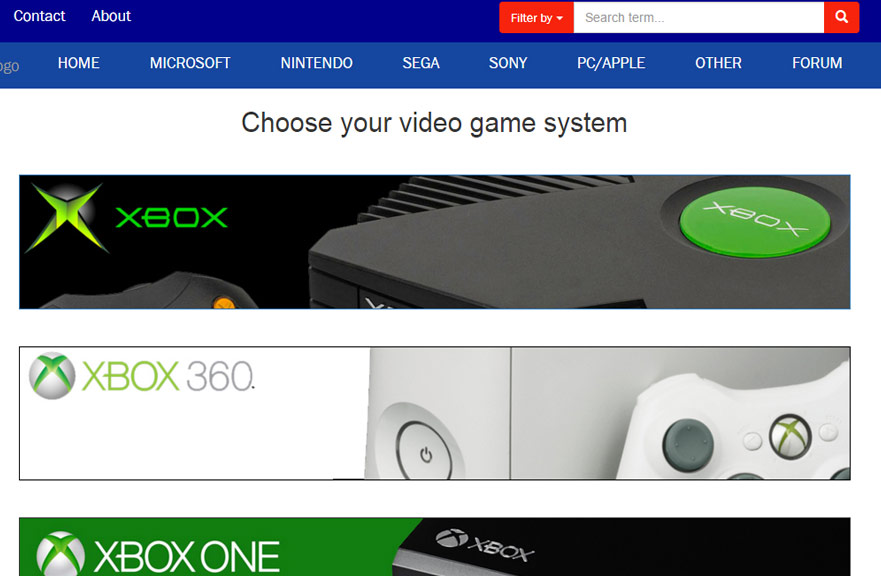 Contact About Filter by Search term...
ogo HOME MICROSOFT NINTENDO SEGA SONY PC/APPLE OTHER FORUM
Choose your video game system
XBOX
XBOX
XBOX 360.
XBOX ONE
XBOX